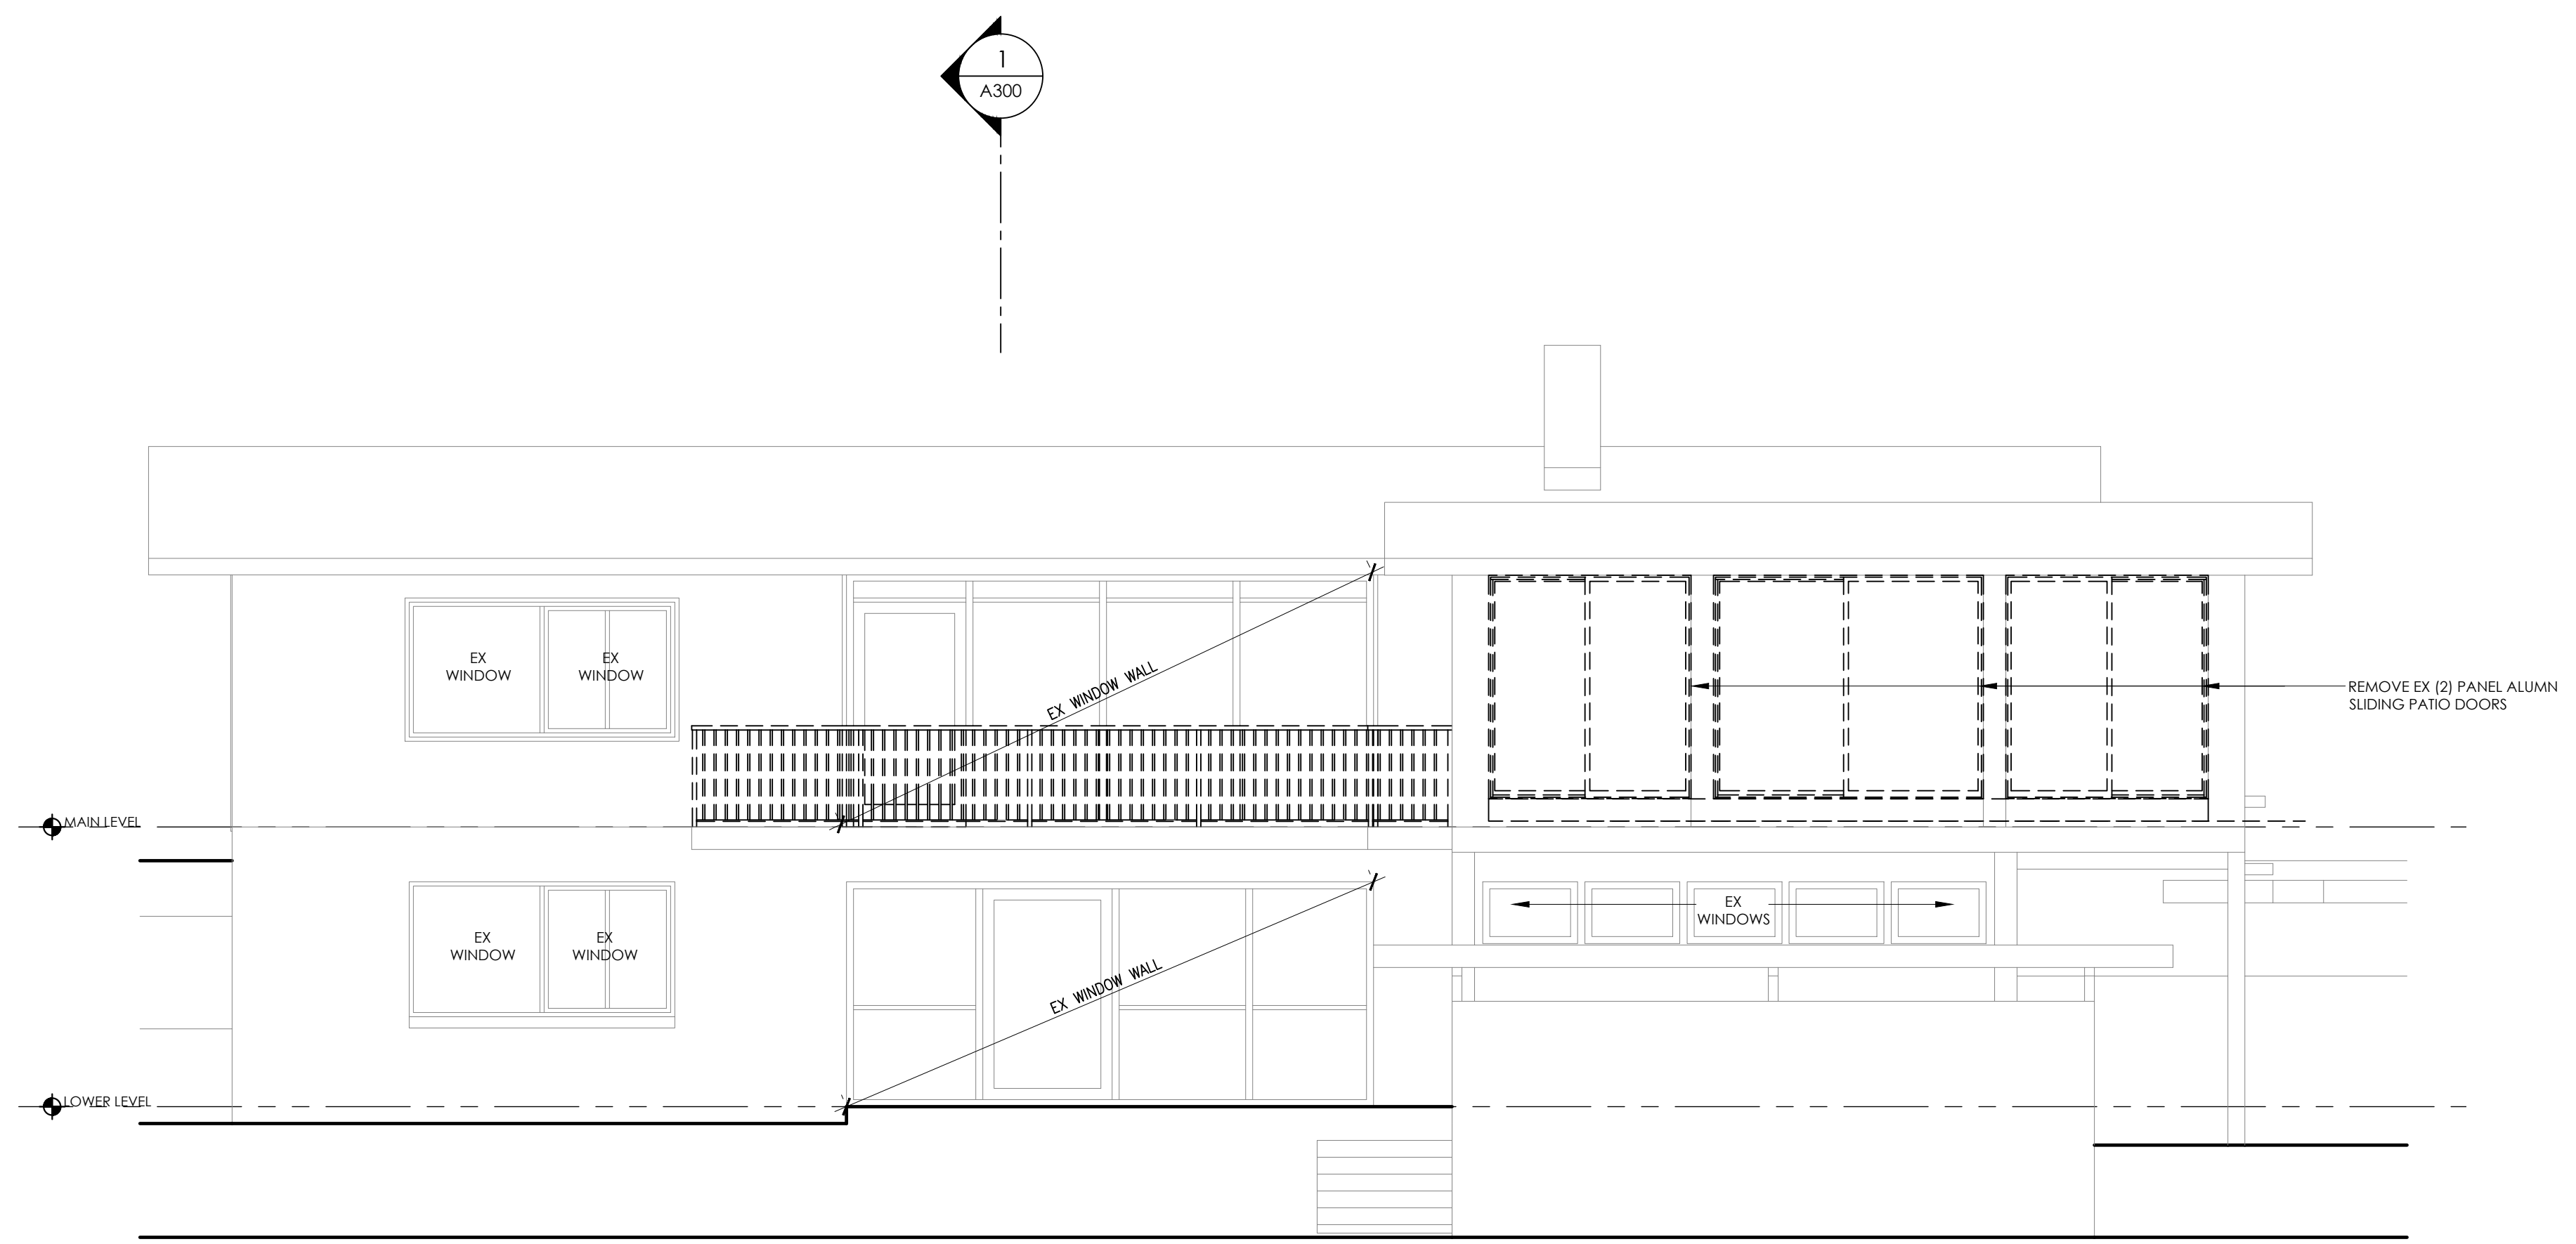 1
A300
EX
WINDOW
EX
WINDOW
EX WINDOW WALL
REMOVE EX (2) PANEL ALUMN
SLIDING PATIO DOORS
MAIN LEVEL
EX
WINDOW
EX
WINDOW
EX WINDOW WALL
EX
WINDOWS
LOWER LEVEL